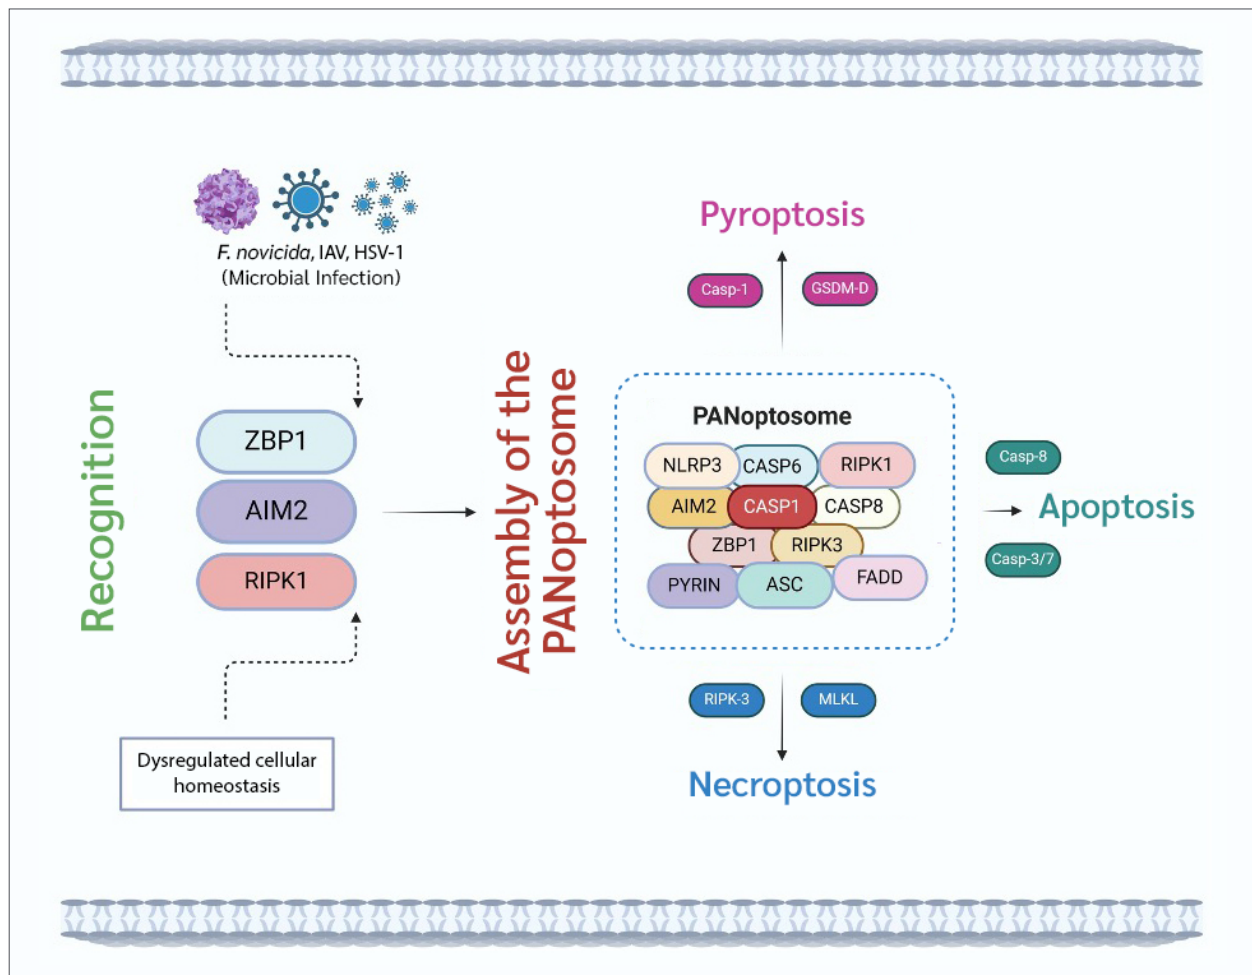 F. novicida, IAV, HSV-1
(Microbial Infection)
Recognition
ZBP1
AIM2
RIPK1
Dysregulated cellular
homeostasis
Assembly of the
PANoptosome
Pyroptosis
Casp-1
GSDM-D
PANoptosome
NLRP3
CASP6
RIPK1
AIM2
CASP1
CASP8
ZBP1
RIPK3
PYRIN
ASC
FADD
Casp-8
Apoptosis
Casp-3/7
RIPK-3
MLKL
Necroptosis